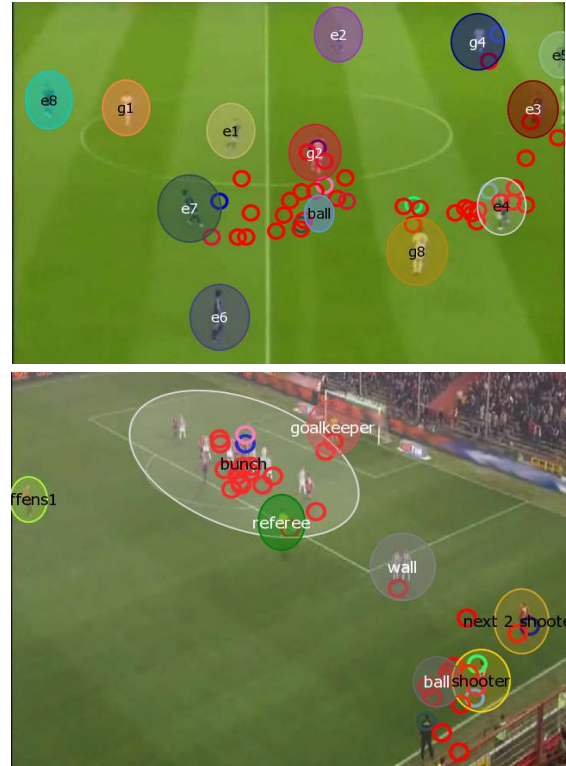 e2
g4
e5
e8
g1
e3
e1
g2
e7
ball
e4
g8
e6
goalkeeper
bunch
ffens1
referee
wall
next 2 shoote
ball
shooter